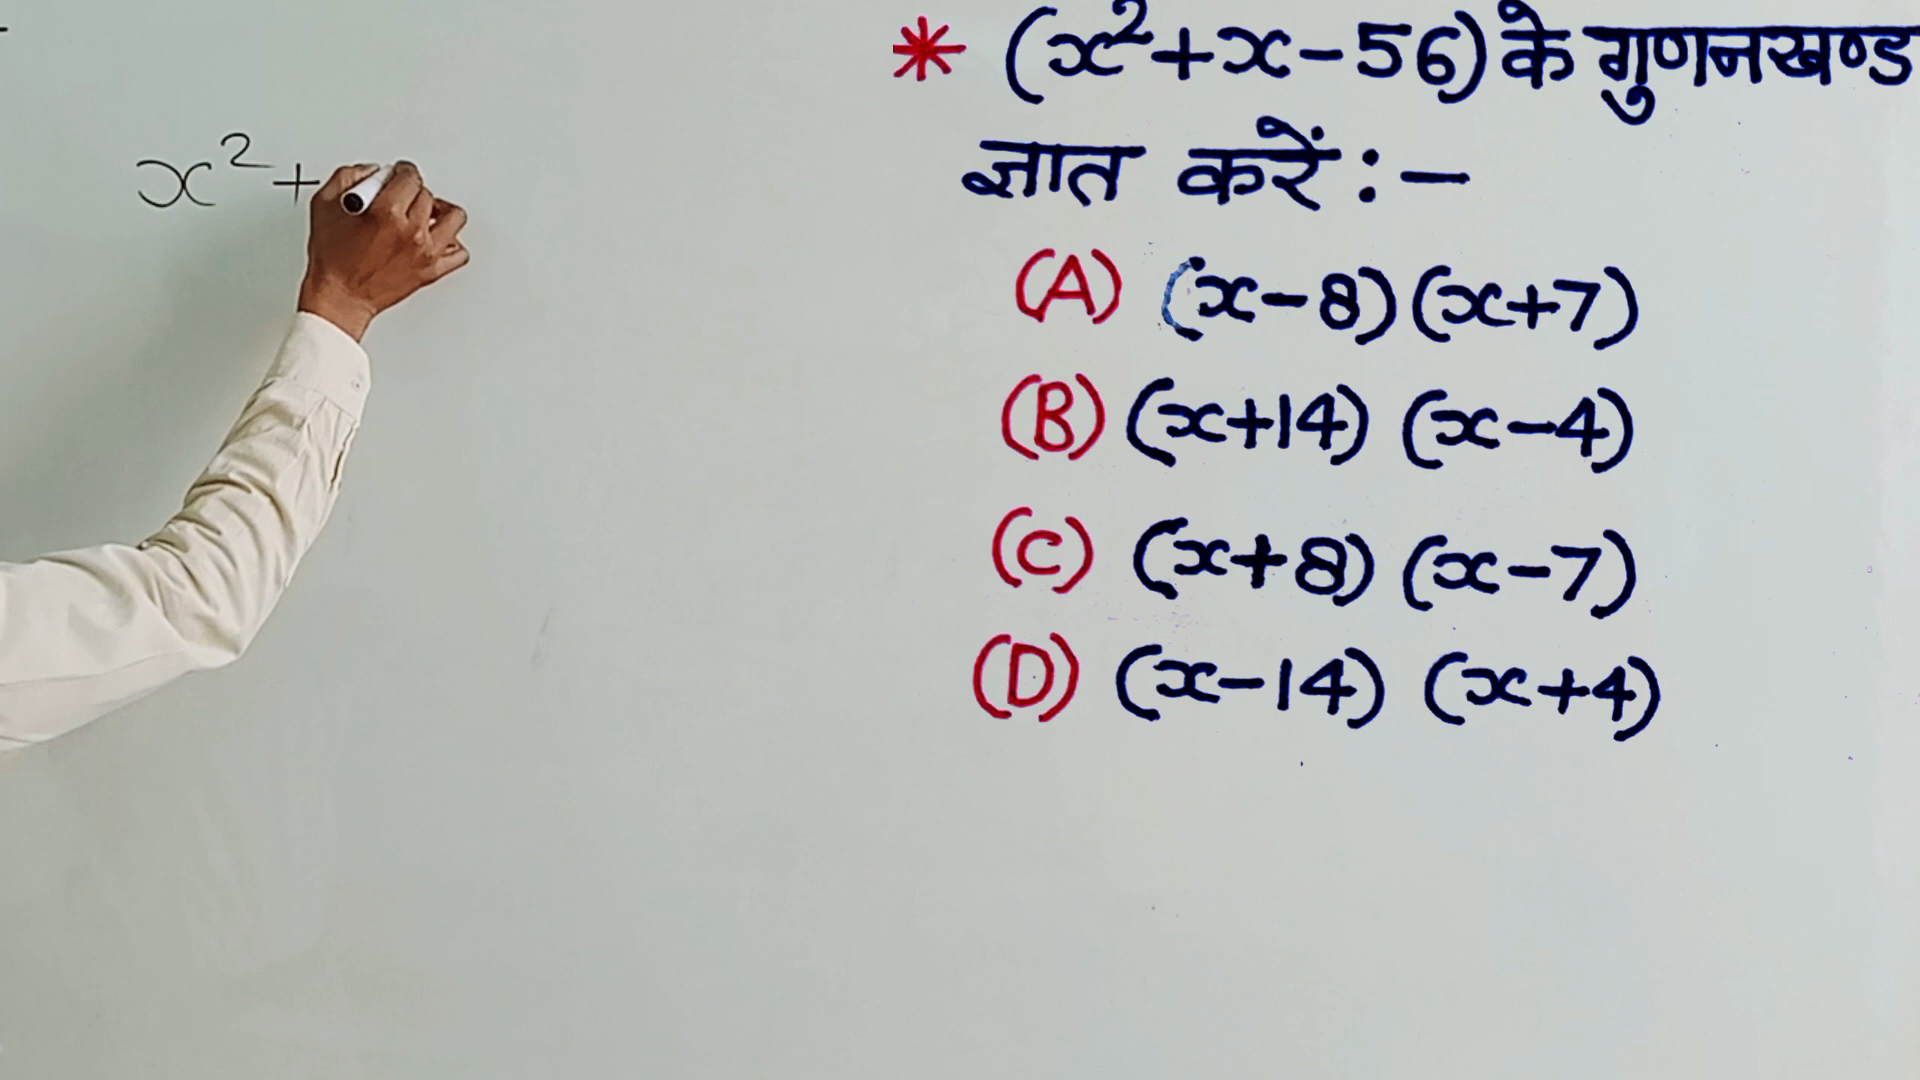 x²+
* (x²+x-56) के गुणनखण्ड
ज्ञात करें :-
(A) (x-8)(x+7)
(B) (x+14) (x-4)
(C) (x+8) (x-7)
(D) (x-14) (x+4)